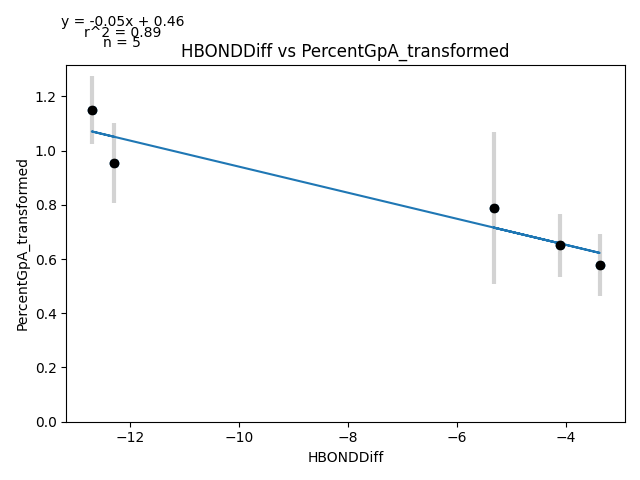 y = -0.05x + 0.46
r^2 = 0.89
n = 5
HBONDDiff vs PercentGpA_transformed
PercentGpA_transformed
1.2
1.0
0.8
0.6
0.4
0.2
0.0
−12
−10
−8
−6
−4
HBONDDiff